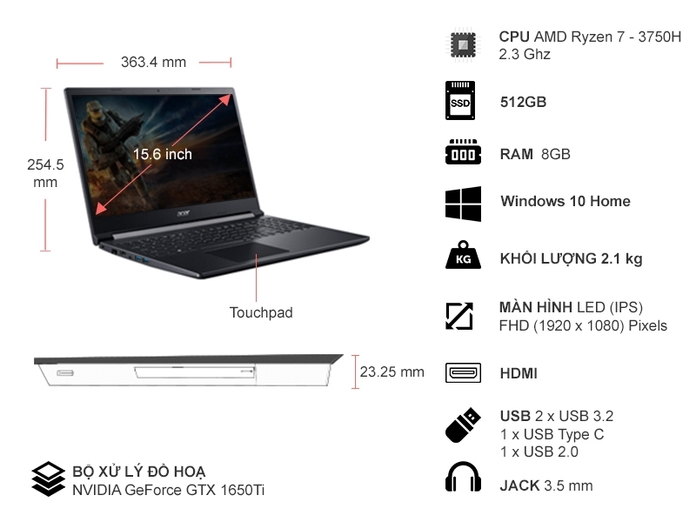 363.4 mm
254.5
mm
15.6 inch
acer
Touchpad
23.25 mm
BỘ XỬ LÝ ĐỒ HOẠ
NVIDIA GeForce GTX 1650Ti
CPU AMD Ryzen 7 - 3750H
2.3 Ghz
SSD
512GB
RAM 8GB
Windows 10 Home
KG
KHỐI LƯỢNG 2.1 kg
MÀN HÌNH LED (IPS)
FHD (1920 x 1080) Pixels
HDMI
USB 2 x USB 3.2
1 x USB Type C
1 x USB 2.0
JACK 3.5 mm